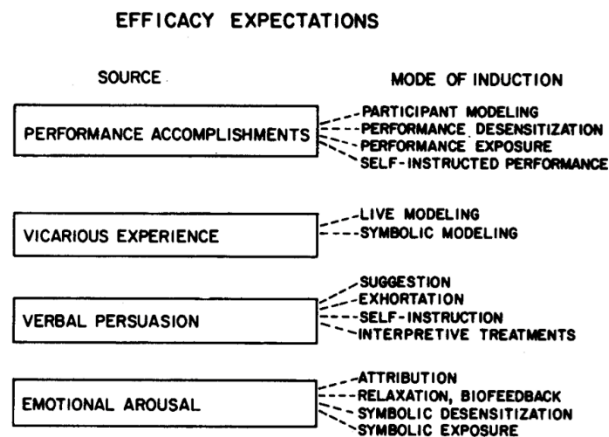 EFFICACY EXPECTATIONS
SOURCE
MODE OF INDUCTION
PERFORMANCE ACCOMPLISHMENTS
PARTICIPANT MODELING
PERFORMANCE DESENSITIZATION
PERFORMANCE EXPOSURE
SELF-INSTRUCTED PERFORMANCE
VICARIOUS EXPERIENCE
LIVE MODELING
SYMBOLIC MODELING
VERBAL PERSUASION
SUGGESTION
EXHORTATION
SELF-INSTRUCTION
INTERPRETIVE TREATMENTS
EMOTIONAL AROUSAL
ATTRIBUTION
RELAXATION, BIOFEEDBACK
SYMBOLIC DESENSITIZATION
SYMBOLIC EXPOSURE